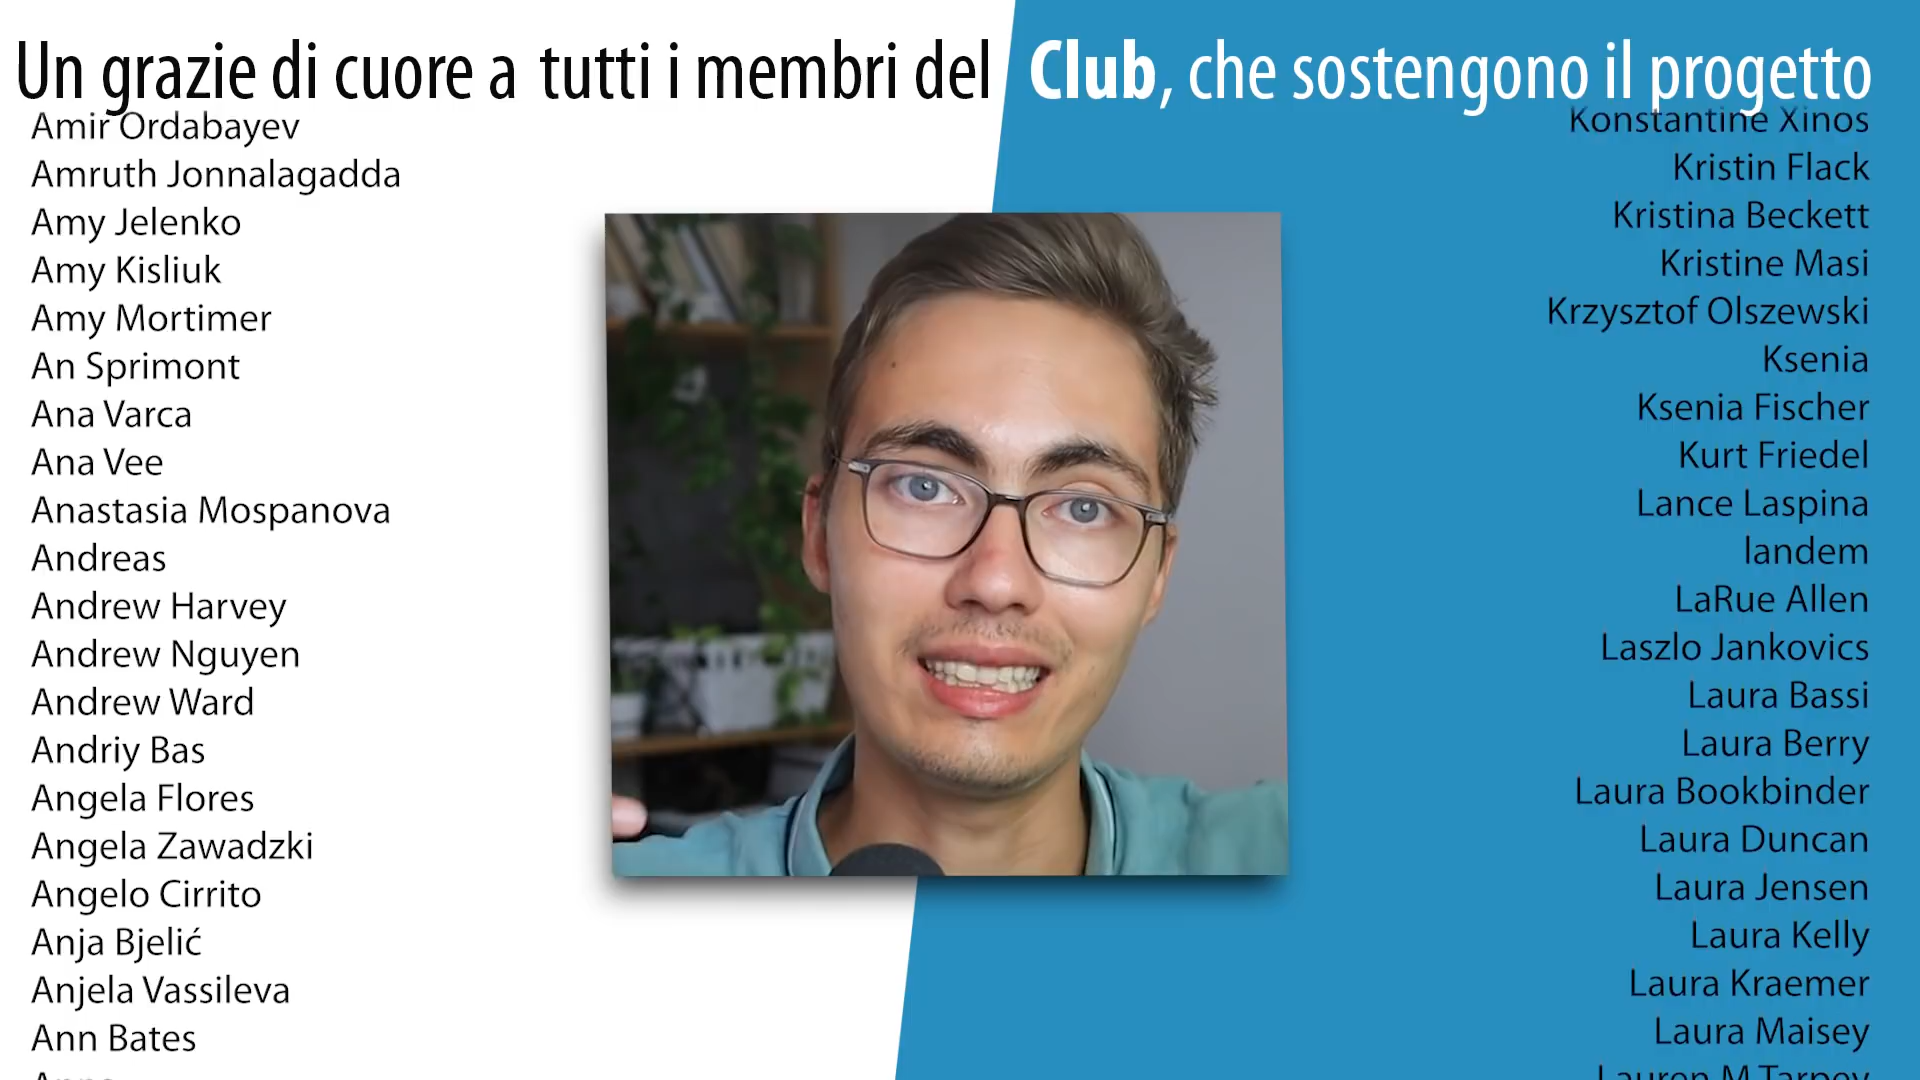 Un grazie di cuore a tutti i membri del Club, che sostengono il progetto
Amir Ordabayev
Amruth Jonnalagadda
Amy Jelenko
Amy Kisliuk
Amy Mortimer
An Sprimont
Ana Varca
Ana Vee
Anastasia Mospanova
Andreas
Andrew Harvey
Andrew Nguyen
Andrew Ward
Andriy Bas
Angela Flores
Angela Zawadzki
Angelo Cirrito
Anja Bjelić
Anjela Vassileva
Ann Bates
Konstantine Xinos
Kristin Flack
Kristina Beckett
Kristine Masi
Krzysztof Olszewski
Ksenia
Ksenia Fischer
Kurt Friedel
Lance Laspina
landem
LaRue Allen
Laszlo Jankovics
Laura Bassi
Laura Berry
Laura Bookbinder
Laura Duncan
Laura Jensen
Laura Kelly
Laura Kraemer
Laura Maisey
Lauren M Tarpey